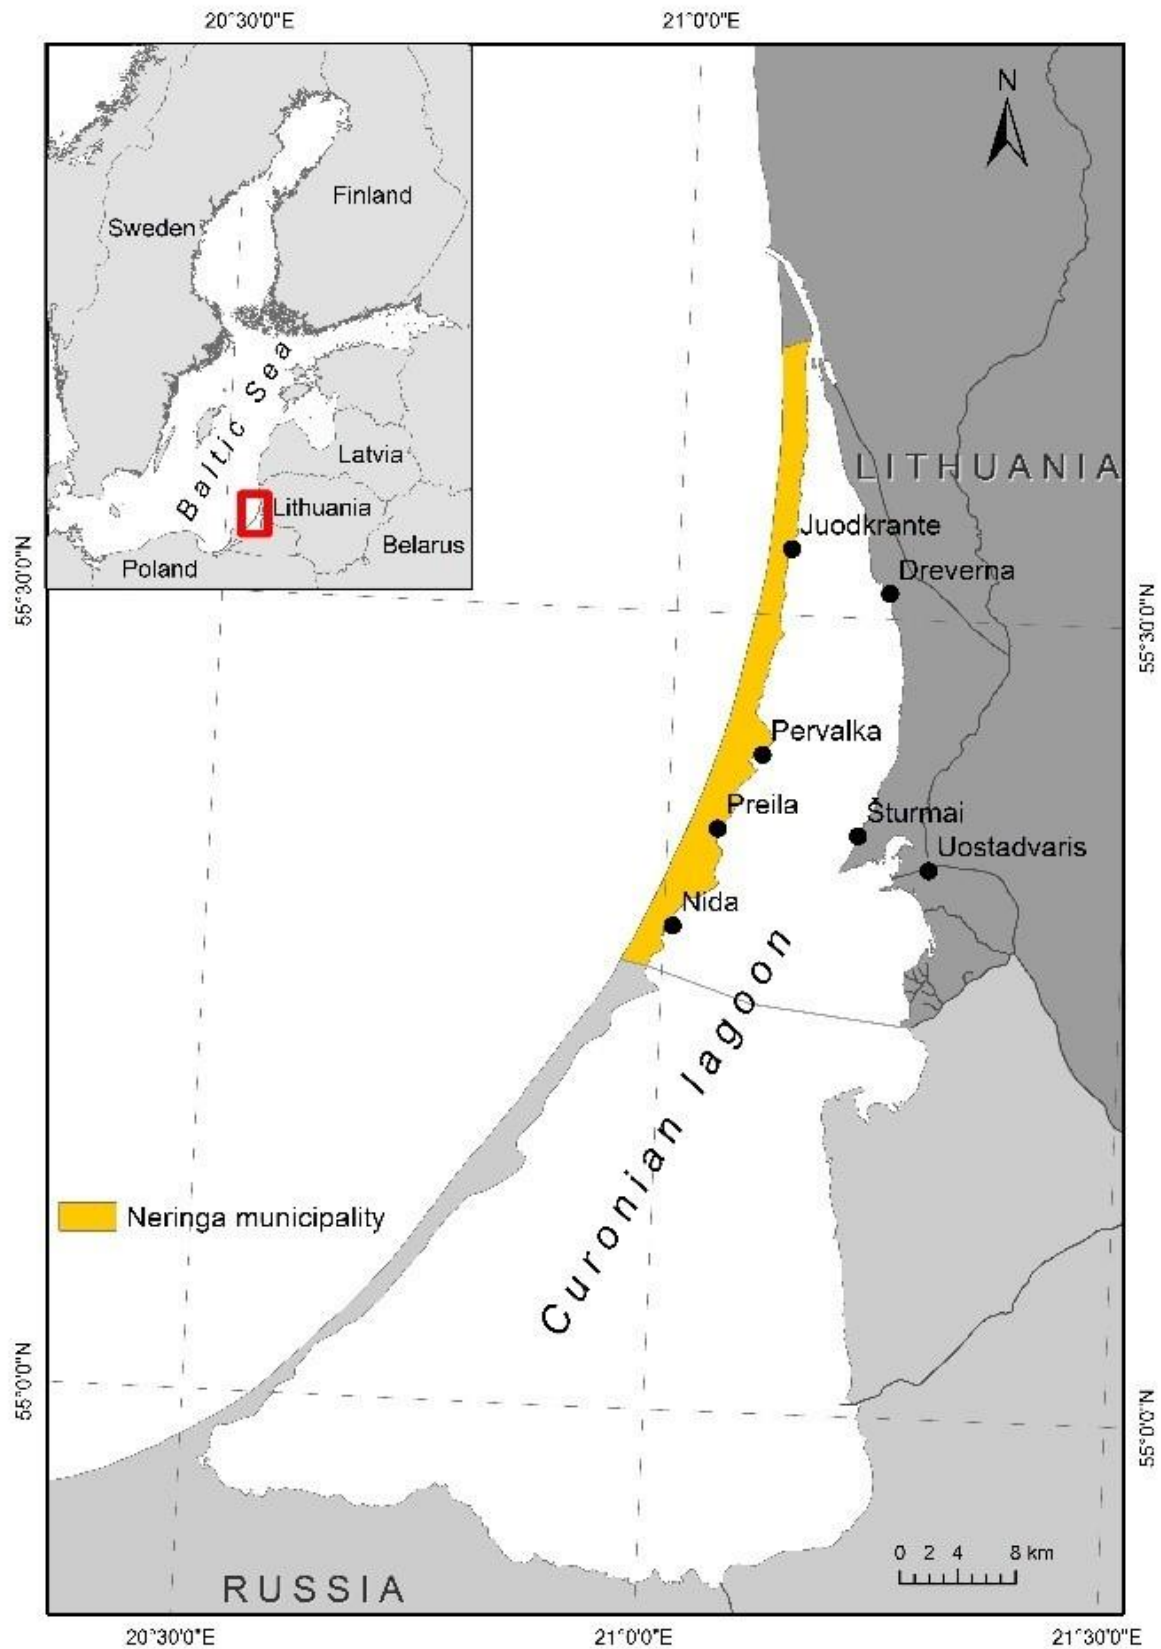 20°30'0"E
21°0'0"E
N
Finland
Sweden
Baltic Sea
Latvia
Lithuania
Belarus
Poland
LITHUANIA
Juodkrante
Dreverna
55°30'0"N
55°30'0"N
Pervalka
Preila
Šturmai
Uostadvaris
Nida
Curonian lagoon
Neringa municipality
55°0'0"N
55°0'0"N
0 2 4 8 km
RUSSIA
20°30'0"E
21°0'0"E
21°30'0"E